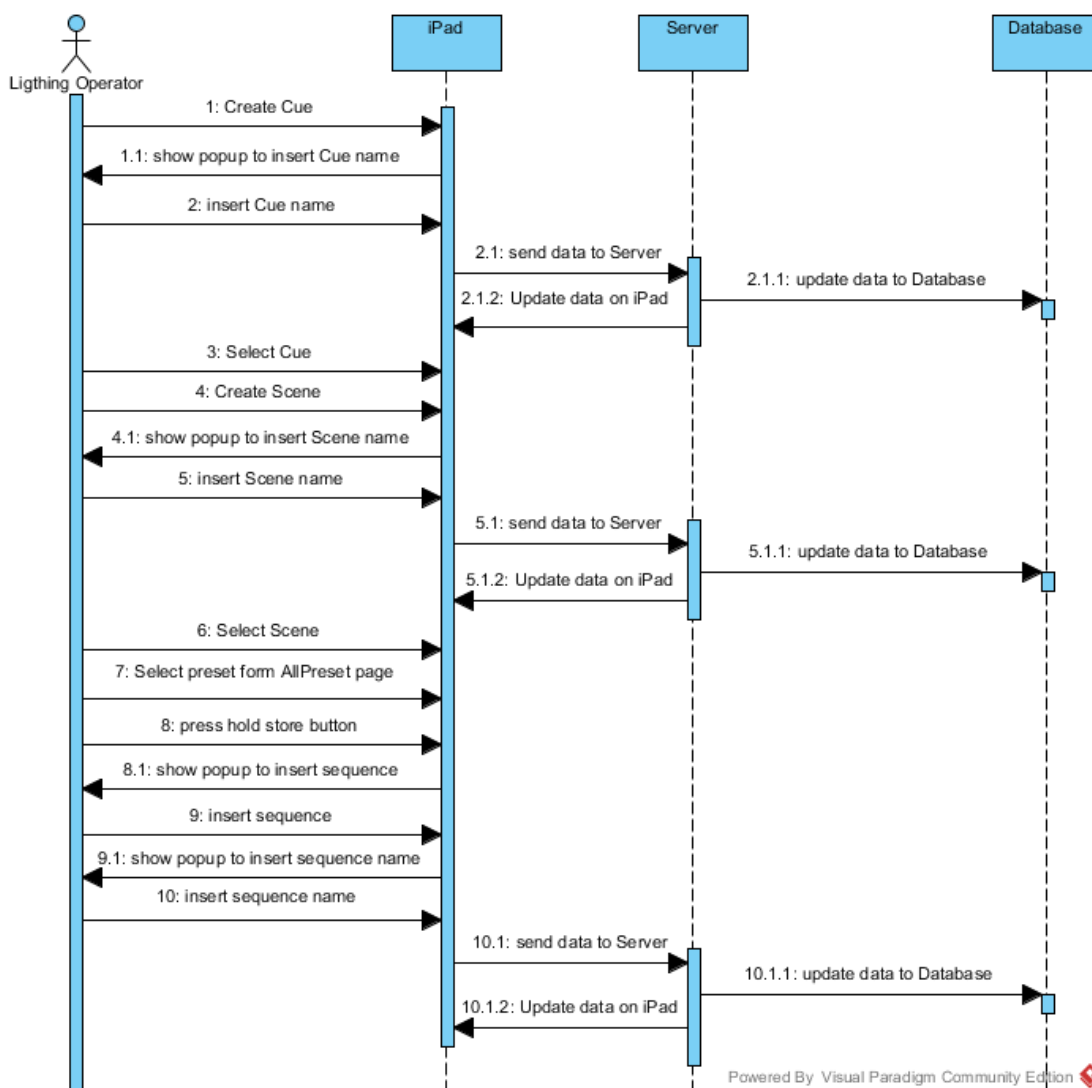 iPad
Server
Database
Ligthing Operator
1: Create Cue
1.1: show popup to insert Cue name
2: insert Cue name
2.1: send data to Server
2.1.1: update data to Database
2.1.2: Update data on iPad
3: Select Cue
4: Create Scene
4.1: show popup to insert Scene name
5: insert Scene name
5.1: send data to Server
5.1.1: update data to Database
5.1.2: Update data on iPad
6: Select Scene
7: Select preset form AllPreset page
8: press hold store button
8.1: show popup to insert sequence
9: insert sequence
9.1: show popup to insert sequence name
10: insert sequence name
10.1: send data to Server
10.1.1: update data to Database
10.1.2: Update data on iPad
Powered By Visual Paradigm Community Edition